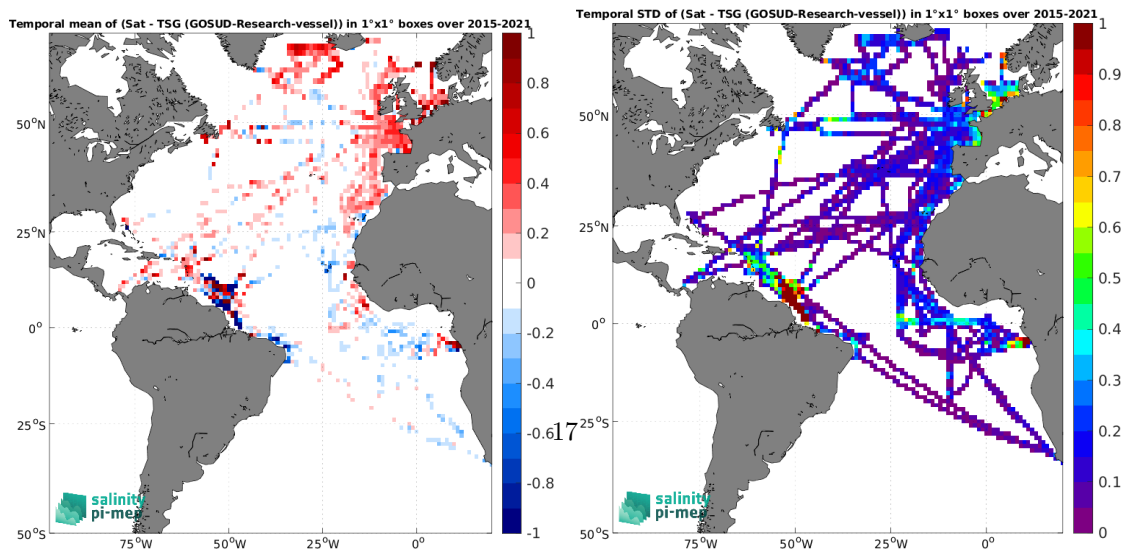 Temporal mean of (Sat - TSG (GOSUD-Research-vessel)) in 1°x1° boxes over 2015-2021
50°N
25°N
0°
25°S
50°S
75°W
50°W
25°W
0°
1
0.8
0.6
0.4
0.2
0
-0.2
-0.4
-0.6
-0.8
-1
salinity
pi-mep
17
Temporal STD of (Sat - TSG (GOSUD-Research-vessel)) in 1°x1° boxes over 2015-2021
50°N
25°N
0°
25°S
50°S
75°W
50°W
25°W
0°
1
0.9
0.8
0.7
0.6
0.5
0.4
0.3
0.2
0.1
0
salinity
pi-mep